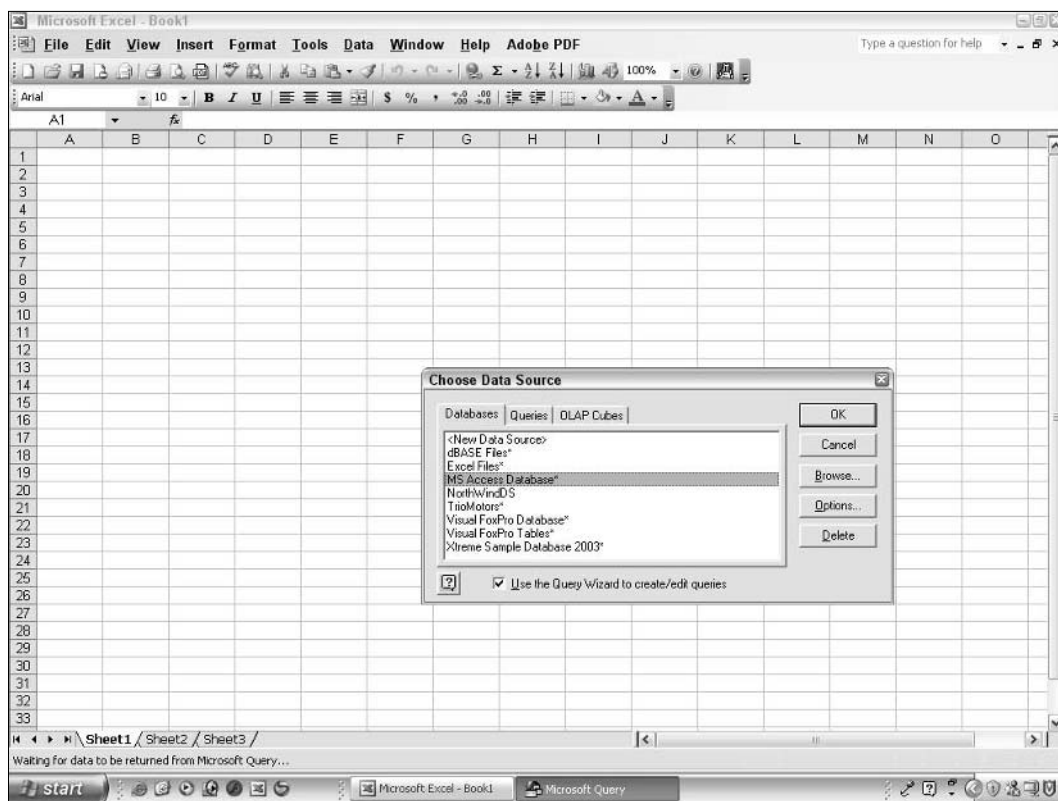 Microsoft Excel - Book1
File Edit View Insert Format Tools Data Window Help Adobe PDF Type a question for help
100%
Arial 10 B I U $ % ,
A1 fx
A B C D E F G H I J K L M N O
1
2
3
4
5
6
7
8
9
10
11
12
13
14
15
16
17
18
19
20
21
22
23
24
25
26
27
28
29
30
31
32
33
Choose Data Source
Databases Queries OLAP Cubes
<New Data Source>
dBASE Files*
Excel Files*
MS Access Database*
NorthWindDS
TrioMotors*
Visual FoxPro Database*
Visual FoxPro Tables*
Xtreme Sample Database 2003*
OK
Cancel
Browse...
Options...
Delete
Use the Query Wizard to create/edit queries
Sheet1 / Sheet2 / Sheet3 /
Waiting for data to be returned from Microsoft Query...
start Microsoft Excel - Book1 Microsoft Query